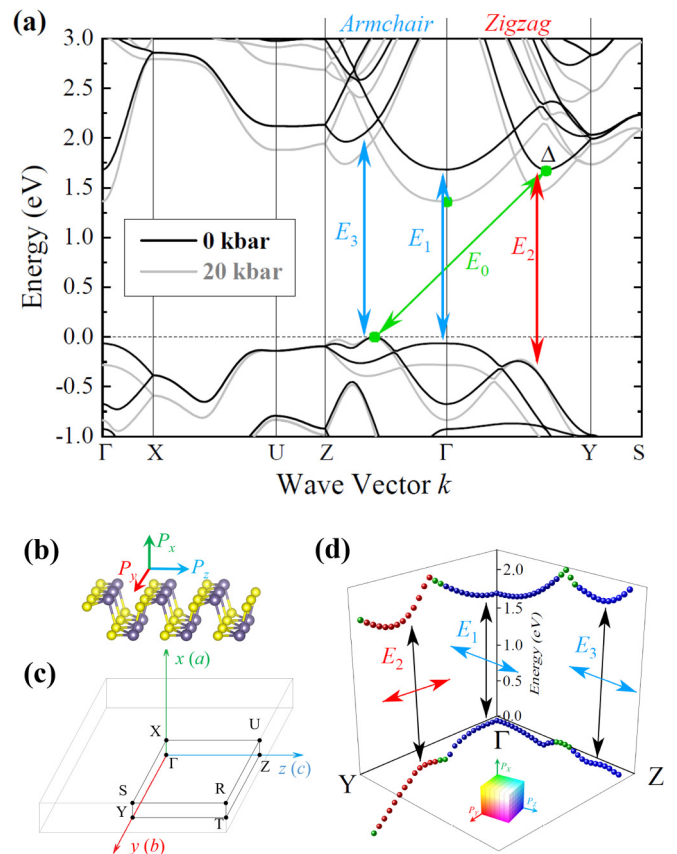 (a)
Armchair Zigzag
3.0
2.5
2.0
1.5
1.0
0.5
0.0
-0.5
-1.0
Energy (eV)
0 kbar
20 kbar
E3
E1
E0
E2
Δ
Γ X U Z Γ Y S
Wave Vector k
(b)
Px
Py
Pz
(c)
x (a)
X
U
Γ
Z
z (c)
S
R
Y
T
y (b)
(d)
2.0
1.5
1.0
0.5
0.0
Energy (eV)
E1
E2
E3
Γ
Y
Z
Px
Py
Pz